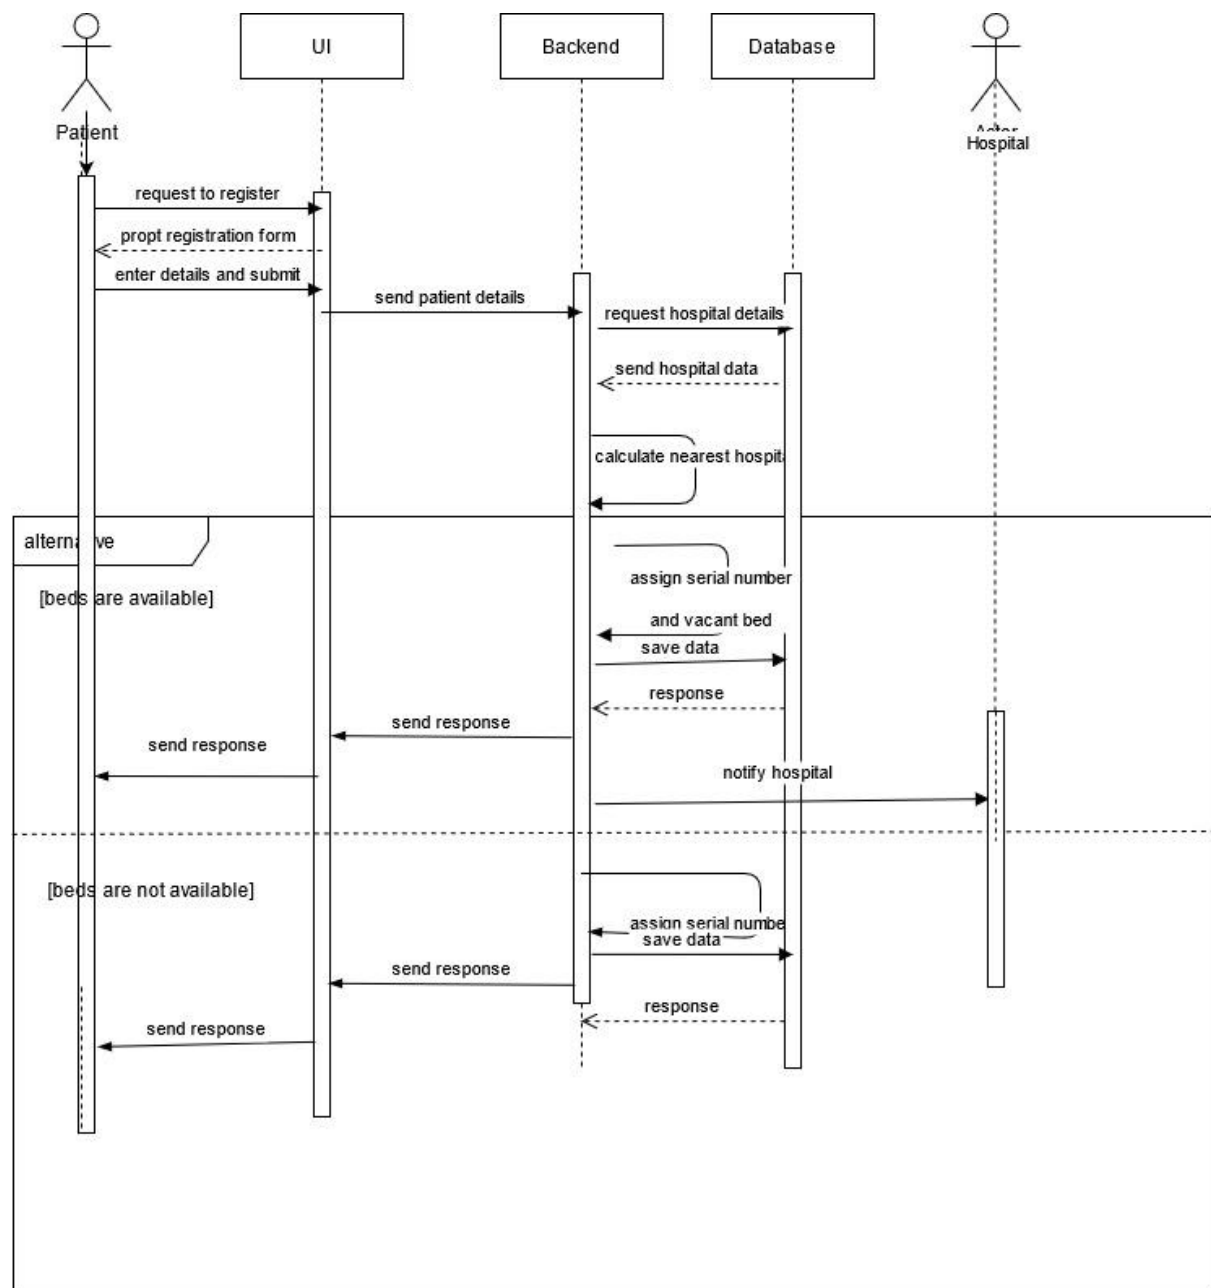 UI
Backend
Database
Patient
Actor
Hospital
request to register
propt registration form
enter details and submit
send patient details
request hospital details
send hospital data
calculate nearest hospita
alternative
assign serial number
[beds are available]
and vacant bed
save data
response
send response
send response
notify hospital
[beds are not available]
assign serial numbe
save data
send response
response
send response